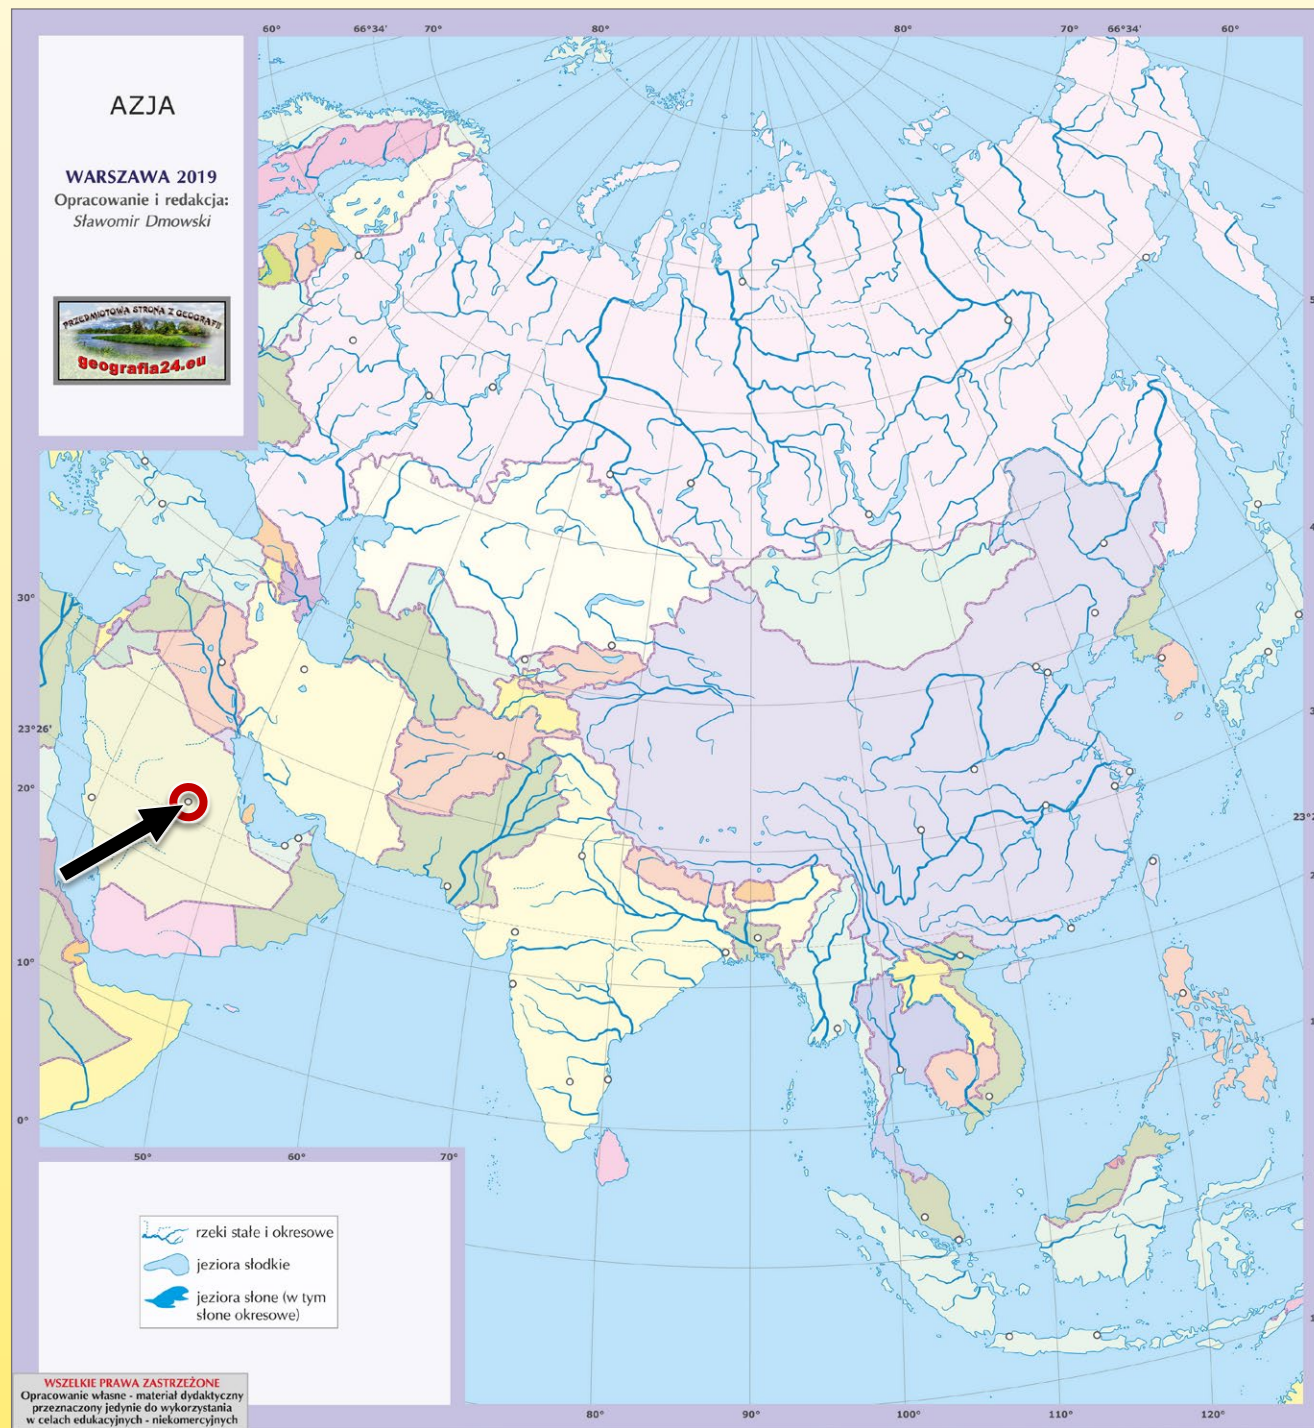 60°
66°34'
70°
80°
80°
70°
66°34'
60°
AZJA
WARSZAWA 2019
Opracowanie i redakcja:
Sławomir Dmowski
PRZEDMIOTOWA STRONA Z GEOGRAFII
geografia24.eu
30°
23°26'
20°
10°
0°
50°
60°
70°
rzeki stałe i okresowe
jeziora słodkie
jeziora słone (w tym
słone okresowe)
WSZELKIE PRAWA ZASTRZEŻONE
Opracowanie własne - materiał dydaktyczny
przeznaczony jedynie do wykorzystania
w celach edukacyjnych - niekomercyjnych
80°
90°
100°
110°
120°